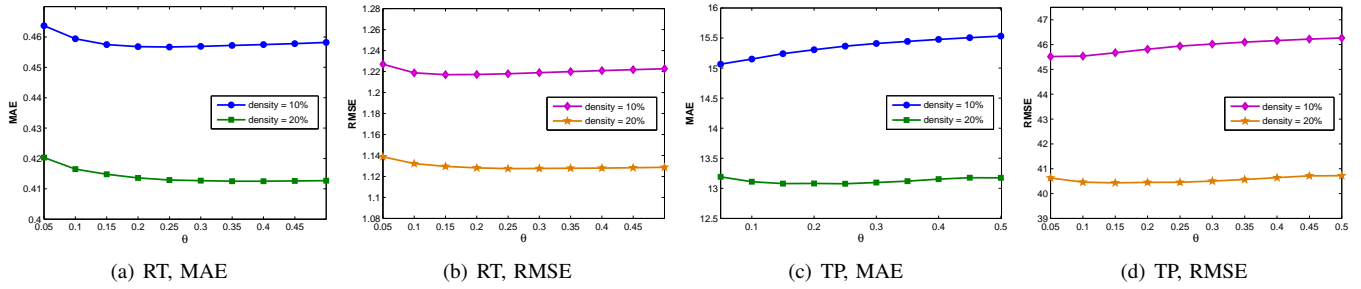 0.46
0.45
0.44
0.43
0.42
0.41
0.4
MAE
0.05 0.1 0.15 0.2 0.25 0.3 0.35 0.4 0.45
θ
density = 10%
density = 20%
(a) RT, MAE
1.28
1.26
1.24
1.22
1.2
1.18
1.16
1.14
1.12
1.1
1.08
RMSE
0.05 0.1 0.15 0.2 0.25 0.3 0.35 0.4 0.45
θ
density = 10%
density = 20%
(b) RT, RMSE
16
15.5
15
14.5
14
13.5
13
12.5
MAE
0.1 0.2 0.3 0.4 0.5
θ
density = 10%
density = 20%
(c) TP, MAE
47
46
45
44
43
42
41
40
39
RMSE
0.05 0.1 0.15 0.2 0.25 0.3 0.35 0.4 0.45 0.5
θ
density = 10%
density = 20%
(d) TP, RMSE